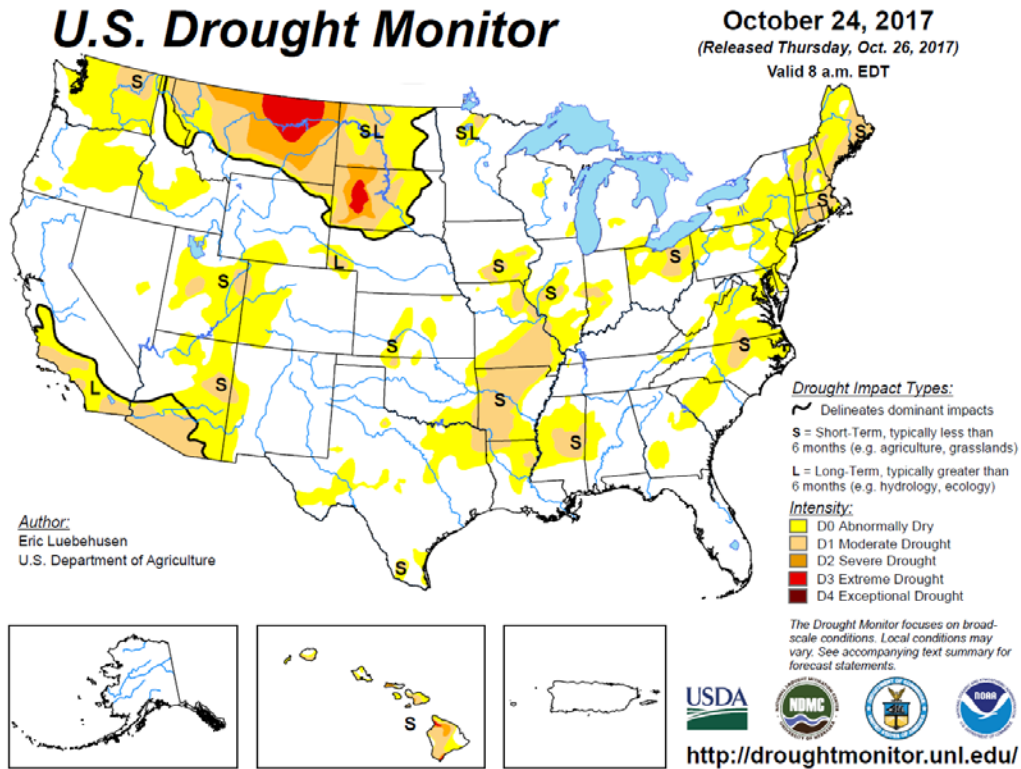 U.S. Drought Monitor
October 24, 2017
(Released Thursday, Oct. 26, 2017)
Valid 8 a.m. EDT
S
SL
SL
S
S
L
S
S
S
S
S
S
S
L
S
S
S
S
S
Drought Impact Types:
Delineates dominant impacts
S = Short-Term, typically less than
6 months (e.g. agriculture, grasslands)
L = Long-Term, typically greater than
6 months (e.g. hydrology, ecology)
Intensity:
D0 Abnormally Dry
D1 Moderate Drought
D2 Severe Drought
D3 Extreme Drought
D4 Exceptional Drought
Author:
Eric Luebehusen
U.S. Department of Agriculture
The Drought Monitor focuses on broad-
scale conditions. Local conditions may
vary. See accompanying text summary for
forecast statements.
USDA
NDMC
NOAA
http://droughtmonitor.unl.edu/